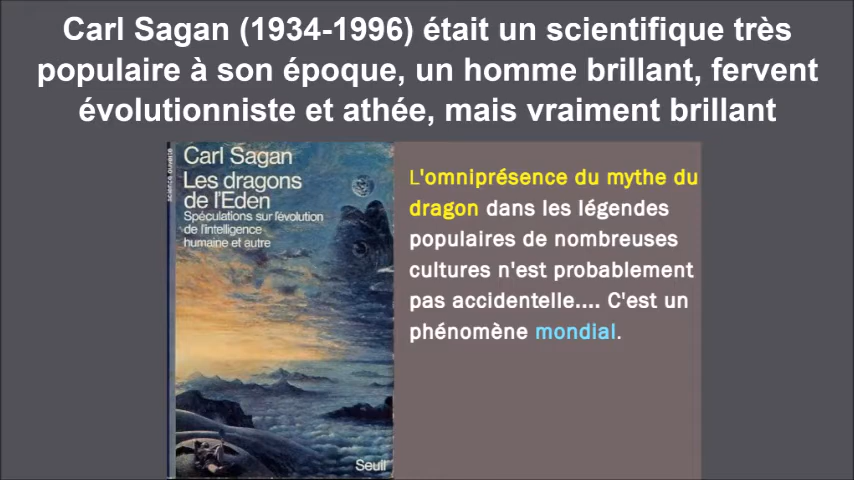 Carl Sagan (1934-1996) était un scientifique très
populaire à son époque, un homme brillant, fervent
évolutionniste et athée, mais vraiment brillant
science ouverte
Carl Sagan
Les dragons
de l'Eden
Spéculations sur l'évolution
de l'intelligence
humaine et autre
Seuil
L'omniprésence du mythe du
dragon dans les légendes
populaires de nombreuses
cultures n'est probablement
pas accidentelle.... C'est un
phénomène mondial.